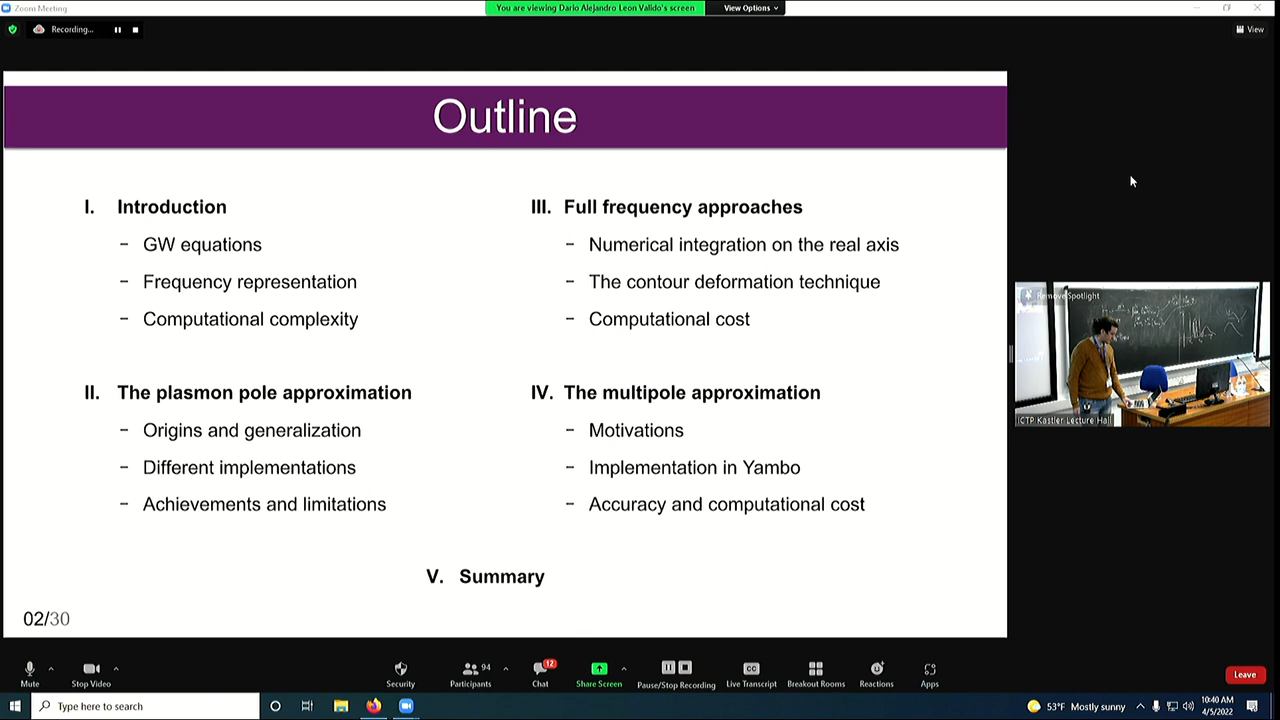 Zoom Meeting
You are viewing Dario Alejandro Leon Valido's screen
View Options
Recording...
View
Outline
I. Introduction
− GW equations
− Frequency representation
− Computational complexity
II. The plasmon pole approximation
− Origins and generalization
− Different implementations
− Achievements and limitations
III. Full frequency approaches
− Numerical integration on the real axis
− The contour deformation technique
− Computational cost
IV. The multipole approximation
− Motivations
− Implementation in Yambo
− Accuracy and computational cost
V. Summary
02/30
Remove Spotlight
ICTP Kastler Lecture Hall
Mute
Stop Video
Security
94
Participants
12
Chat
Share Screen
Pause/Stop Recording
CC
Live Transcript
Breakout Rooms
Reactions
Apps
Leave
Type here to search
53°F Mostly sunny
10:40 AM
4/5/2022